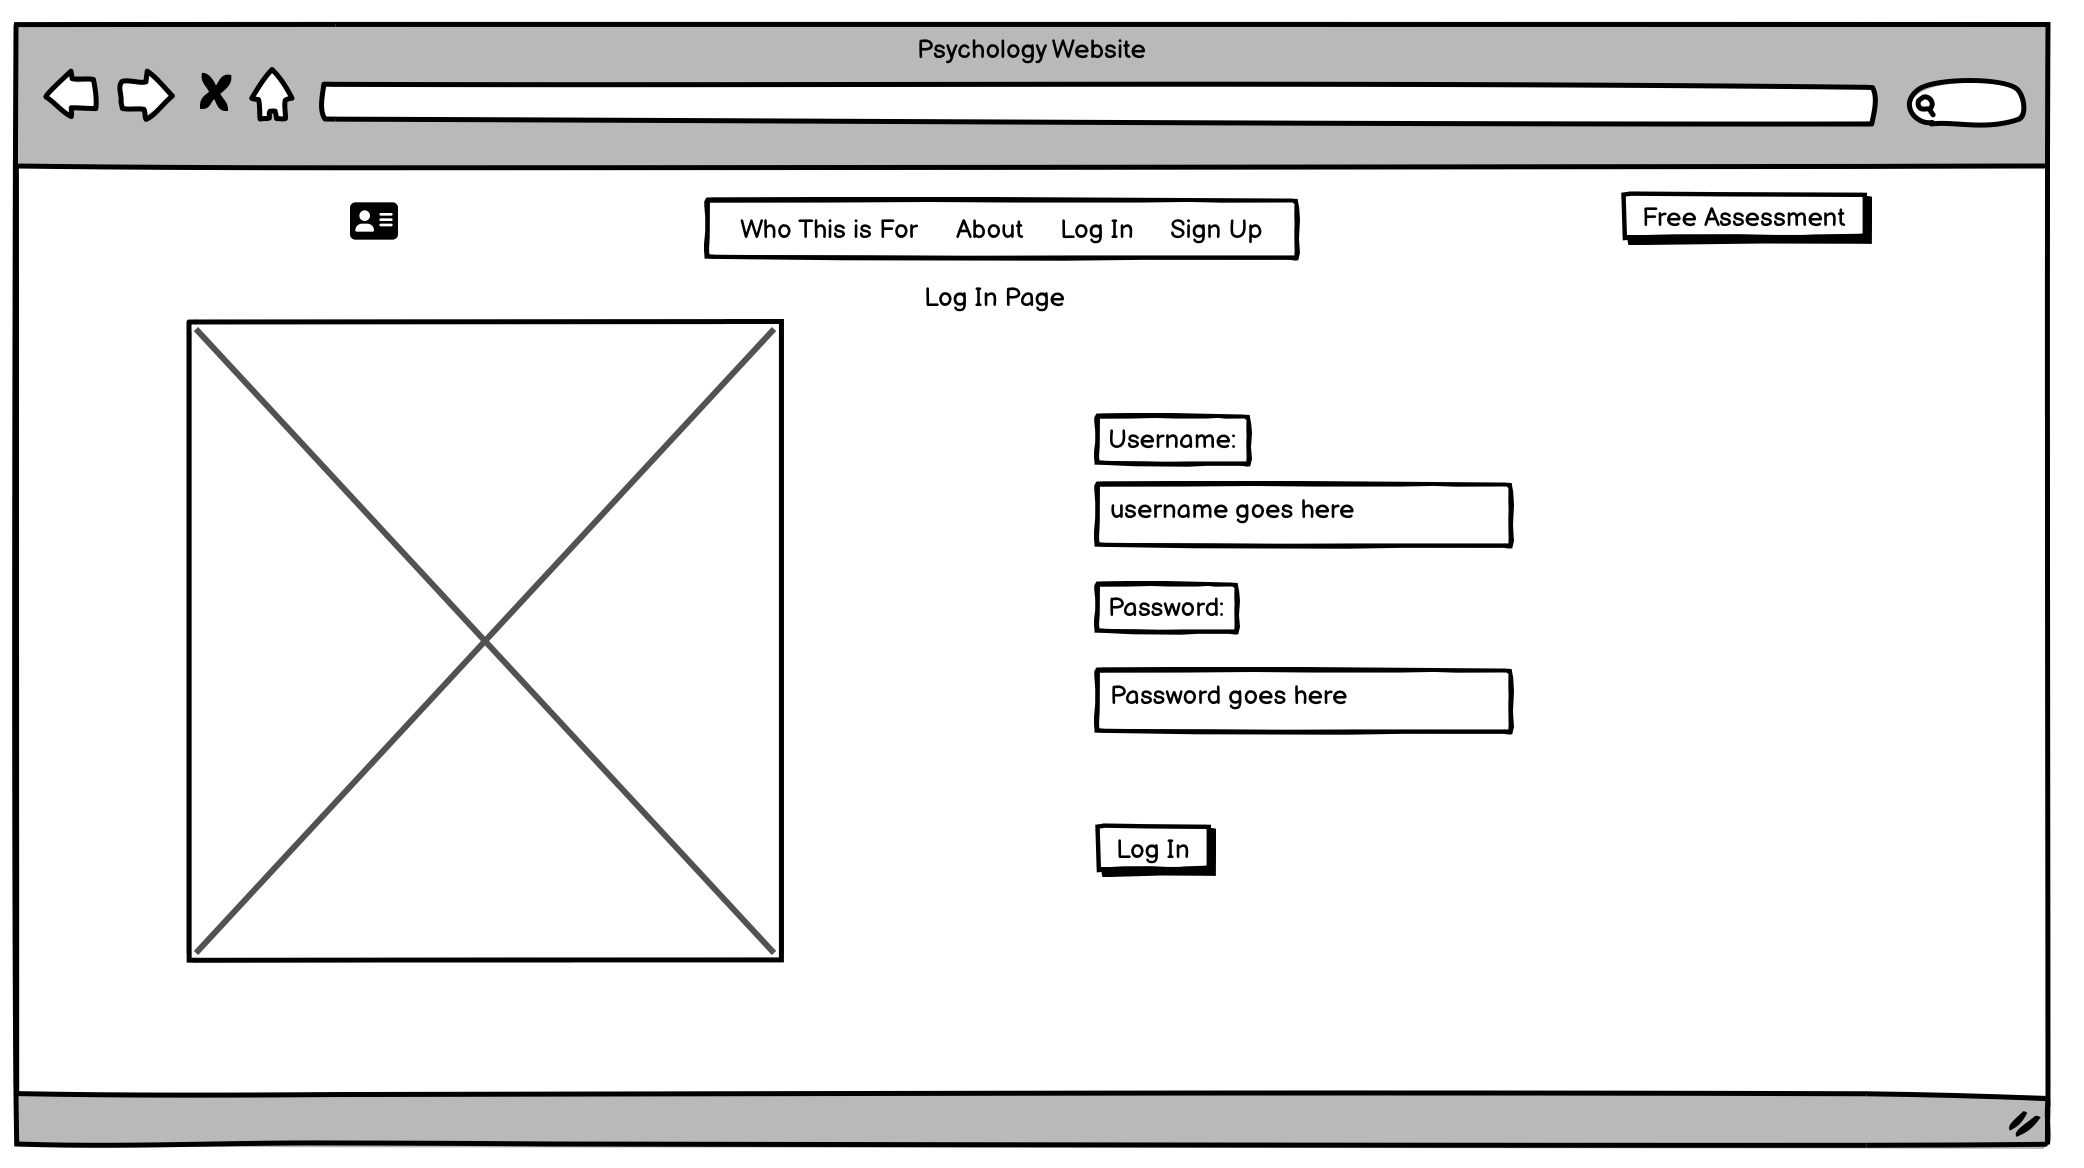 Psychology Website
Who This is For About Log In Sign Up
Free Assessment
Log In Page
Username:
username goes here
Password:
Password goes here
Log In